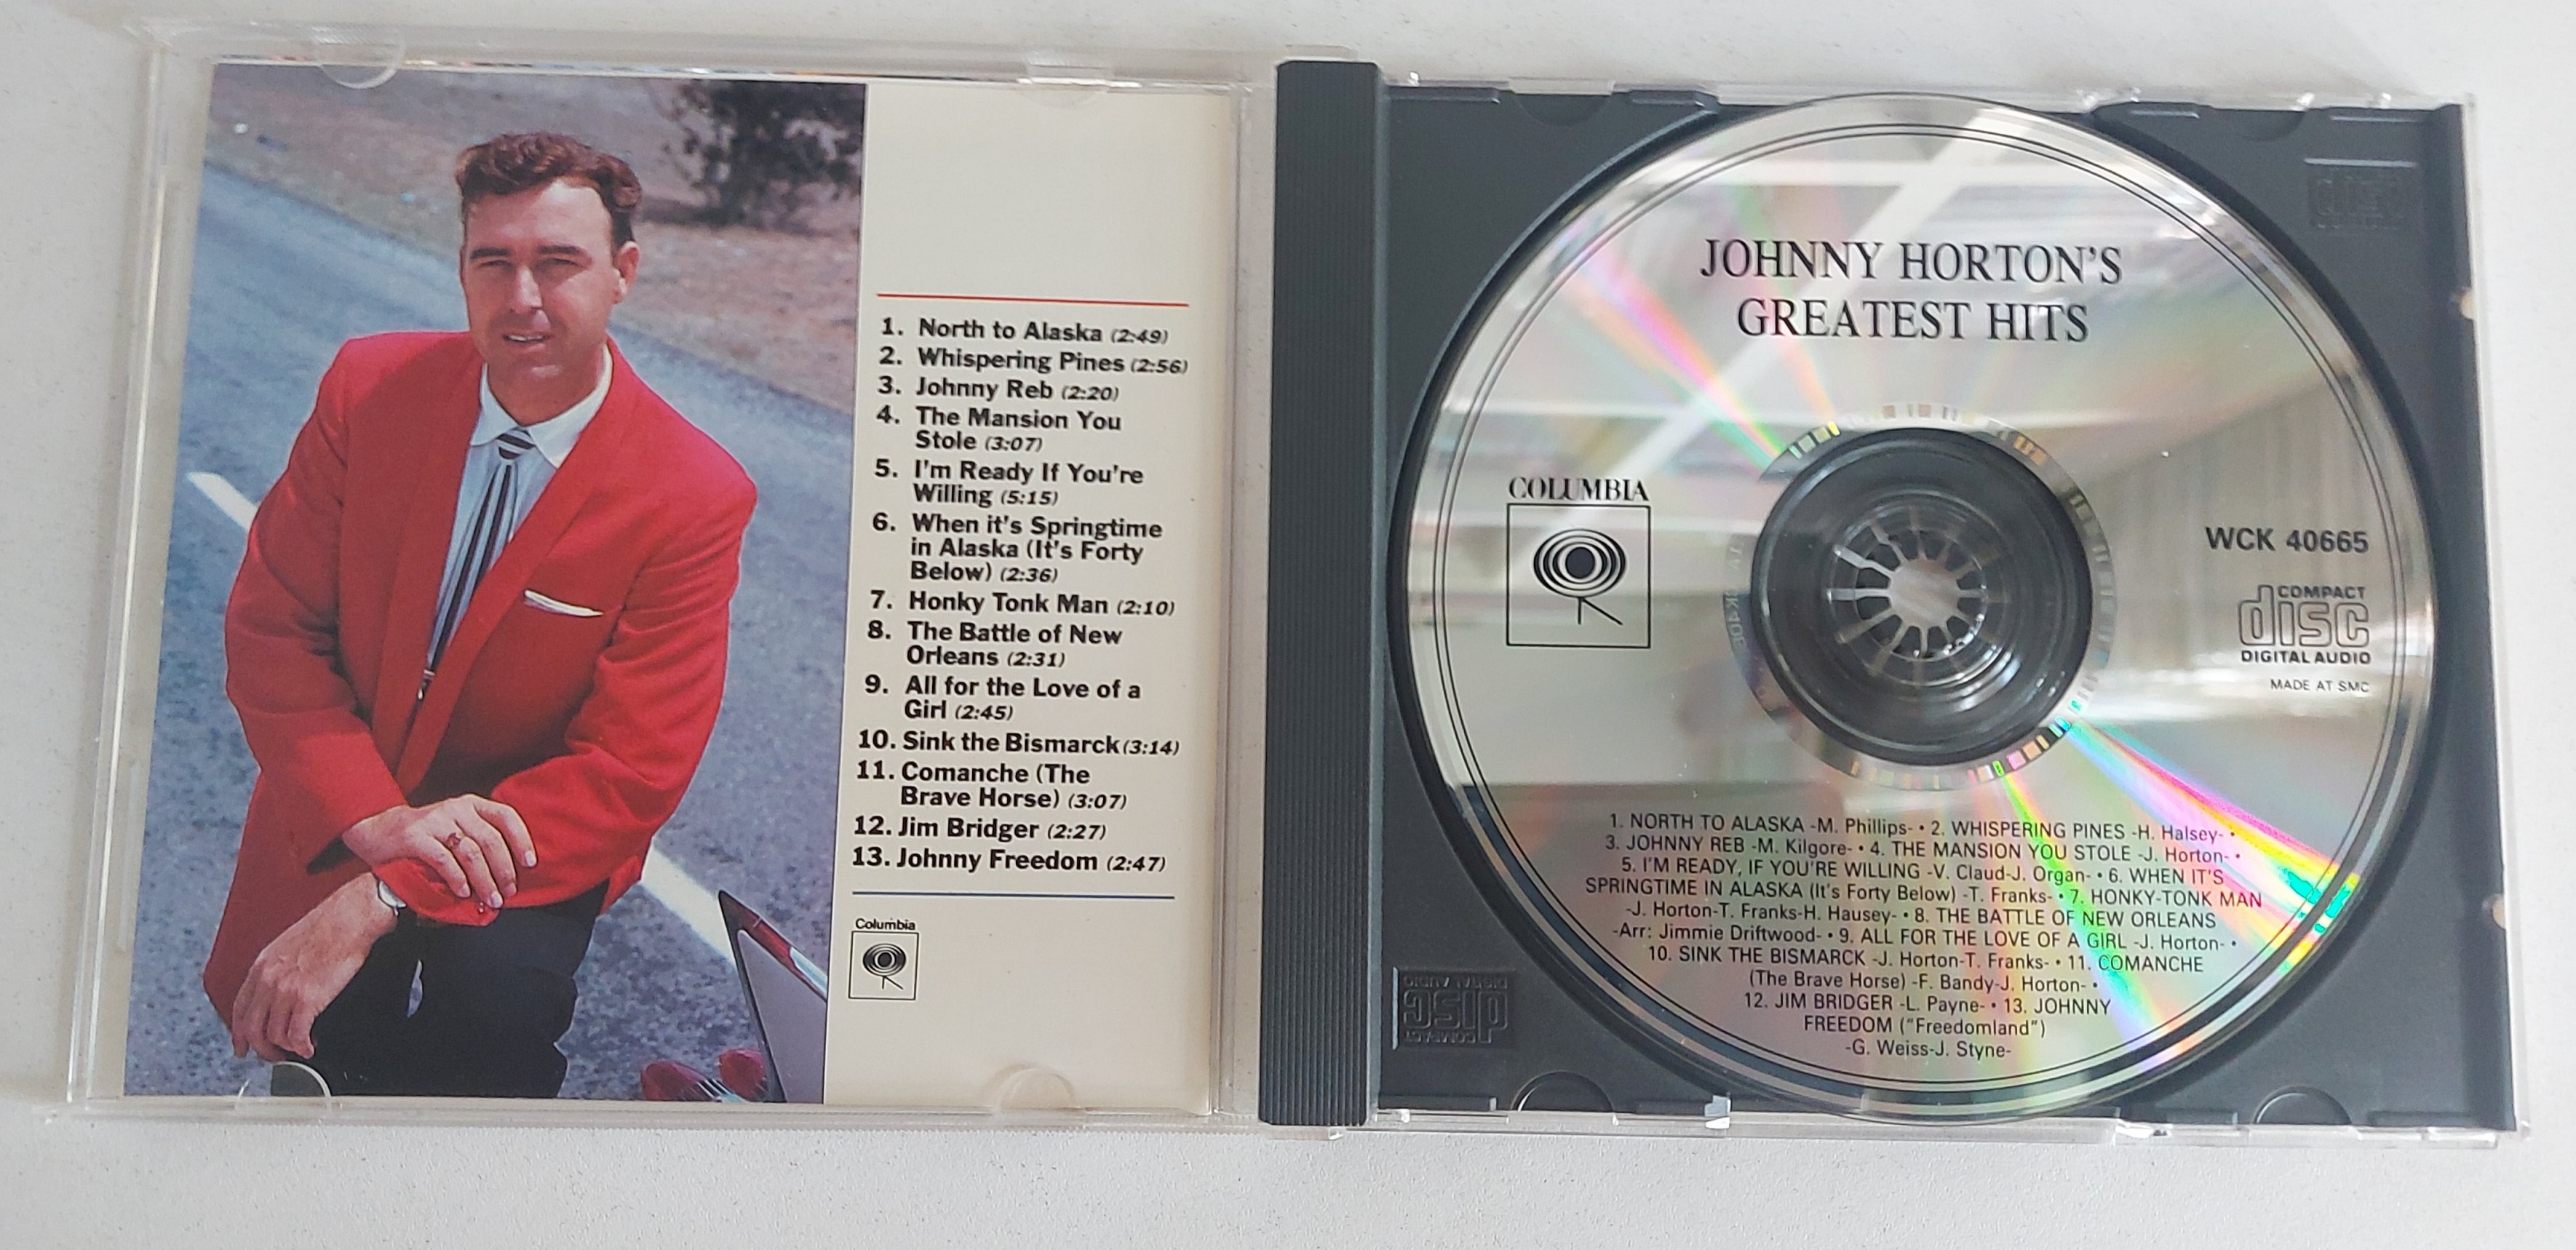 1. North to Alaska (2:49)
2. Whispering Pines (2:56)
3. Johnny Reb (2:20)
4. The Mansion You
Stole (3:07)
5. I'm Ready If You're
Willing (5:15)
6. When it's Springtime
in Alaska (It's Forty
Below) (2:36)
7. Honky Tonk Man (2:10)
8. The Battle of New
Orleans (2:31)
9. All for the Love of a
Girl (2:45)
10. Sink the Bismarck (3:14)
11. Comanche (The
Brave Horse) (3:07)
12. Jim Bridger (2:27)
13. Johnny Freedom (2:47)
Columbia
JOHNNY HORTON'S
GREATEST HITS
COLUMBIA
WCK 40665
COMPACT
disc
DIGITAL AUDIO
MADE AT SMC
1. NORTH TO ALASKA -M. Phillips- • 2. WHISPERING PINES -H. Halsey- •
3. JOHNNY REB -M. Kilgore- • 4. THE MANSION YOU STOLE -J. Horton- •
5. I'M READY, IF YOU'RE WILLING -V. Claud-J. Organ- • 6. WHEN IT'S
SPRINGTIME IN ALASKA (It's Forty Below) -T. Franks- • 7. HONKY-TONK MAN
-J. Horton-T. Franks-H. Hausey- • 8. THE BATTLE OF NEW ORLEANS
-Arr: Jimmie Driftwood- • 9. ALL FOR THE LOVE OF A GIRL -J. Horton- •
10. SINK THE BISMARCK -J. Horton-T. Franks- • 11. COMANCHE
(The Brave Horse) -F. Bandy-J. Horton- •
12. JIM BRIDGER -L. Payne- • 13. JOHNNY
FREEDOM ("Freedomland")
-G. Weiss-J. Styne-
disc
COMPACT
disc
DIGITAL AUDIO